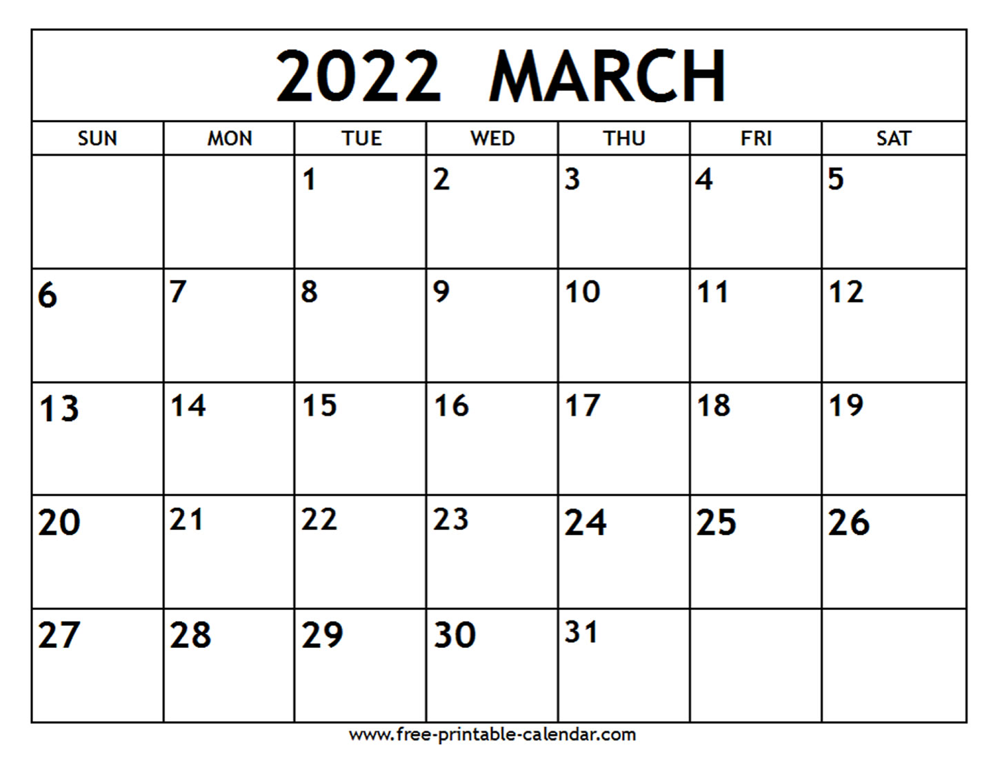 2022 MARCH
SUN MON TUE WED THU FRI SAT
1 2 3 4 5
6 7 8 9 10 11 12
13 14 15 16 17 18 19
20 21 22 23 24 25 26
27 28 29 30 31
www.free-printable-calendar.com